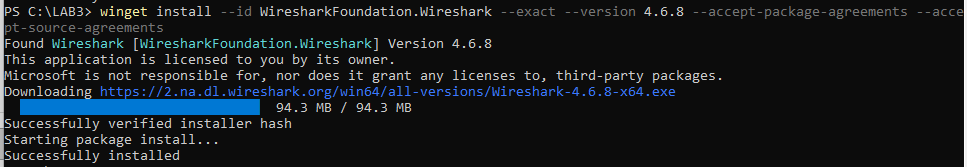 PS C:\LAB3> winget install --id WiresharkFoundation.Wireshark --exact --version 4.6.8 --accept-package-agreements --acce
pt-source-agreements
Found Wireshark [WiresharkFoundation.Wireshark] Version 4.6.8
This application is licensed to you by its owner.
Microsoft is not responsible for, nor does it grant any licenses to, third-party packages.
Downloading https://2.na.dl.wireshark.org/win64/all-versions/Wireshark-4.6.8-x64.exe
94.3 MB / 94.3 MB
Successfully verified installer hash
Starting package install...
Successfully installed